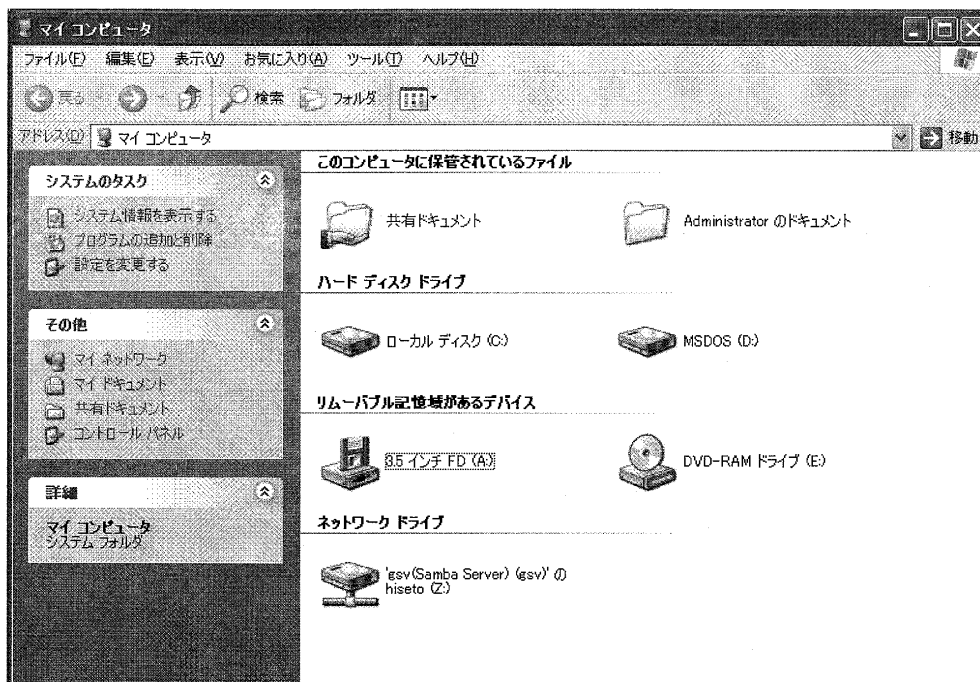 マイ コンピュータ
ファイル(F) 編集(E) 表示(V) お気に入り(A) ツール(T) ヘルプ(H)
戻る 検索 フォルダ
アドレス(D) マイ コンピュータ 移動
システムのタスク
システム情報を表示する
プログラムの追加と削除
設定を変更する
その他
マイ ネットワーク
マイ ドキュメント
共有ドキュメント
コントロール パネル
詳細
マイ コンピュータ
システム フォルダ
このコンピュータに保管されているファイル
共有ドキュメント Administrator のドキュメント
ハード ディスク ドライブ
ローカル ディスク (C:) MSDOS (D:)
リムーバブル記憶域があるデバイス
3.5 インチ FD (A:) DVD-RAM ドライブ (E:)
ネットワーク ドライブ
'gsv(Samba Server) (gsv)' の
hiseto (Z:)